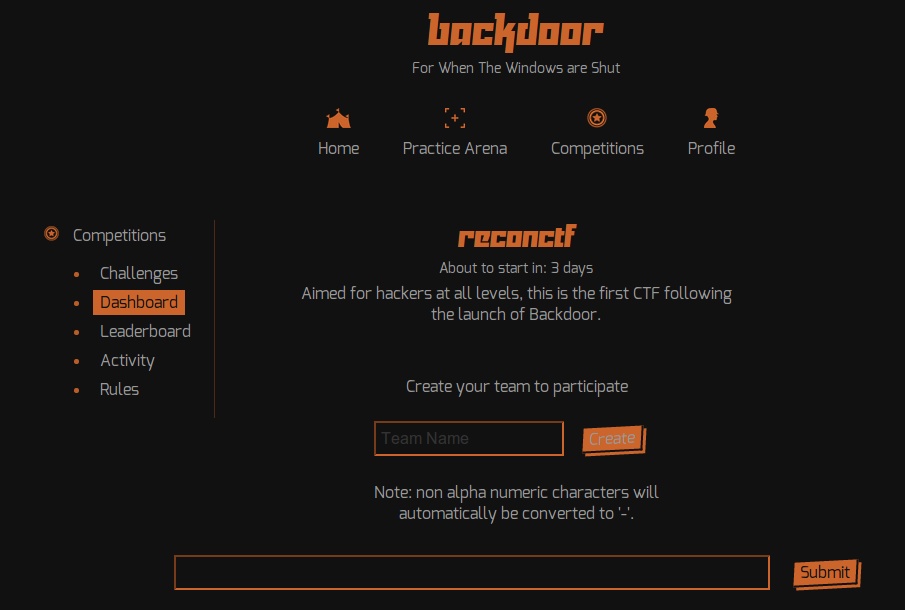 backdoor
For When The Windows are Shut
Home Practice Arena Competitions Profile
Competitions
Challenges
Dashboard
Leaderboard
Activity
Rules
reconctf
About to start in: 3 days
Aimed for hackers at all levels, this is the first CTF following
the launch of Backdoor.
Create your team to participate
Team Name Create
Note: non alpha numeric characters will
automatically be converted to '-'.
Submit